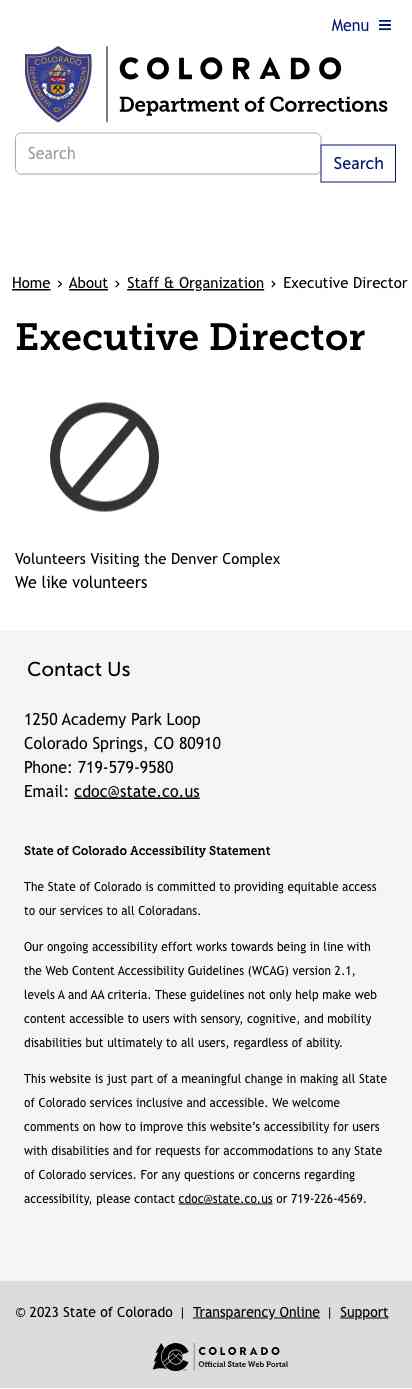 Menu
COLORADO
Department of Corrections
Search
Search
Home › About › Staff & Organization › Executive Director
Executive Director
Volunteers Visiting the Denver Complex
We like volunteers
Contact Us
1250 Academy Park Loop
Colorado Springs, CO 80910
Phone: 719-579-9580
Email: cdoc@state.co.us
State of Colorado Accessibility Statement
The State of Colorado is committed to providing equitable access
to our services to all Coloradans.
Our ongoing accessibility effort works towards being in line with
the Web Content Accessibility Guidelines (WCAG) version 2.1,
levels A and AA criteria. These guidelines not only help make web
content accessible to users with sensory, cognitive, and mobility
disabilities but ultimately to all users, regardless of ability.
This website is just part of a meaningful change in making all State
of Colorado services inclusive and accessible. We welcome
comments on how to improve this website’s accessibility for users
with disabilities and for requests for accommodations to any State
of Colorado services. For any questions or concerns regarding
accessibility, please contact cdoc@state.co.us or 719-226-4569.
© 2023 State of Colorado | Transparency Online | Support
COLORADO
Official State Web Portal